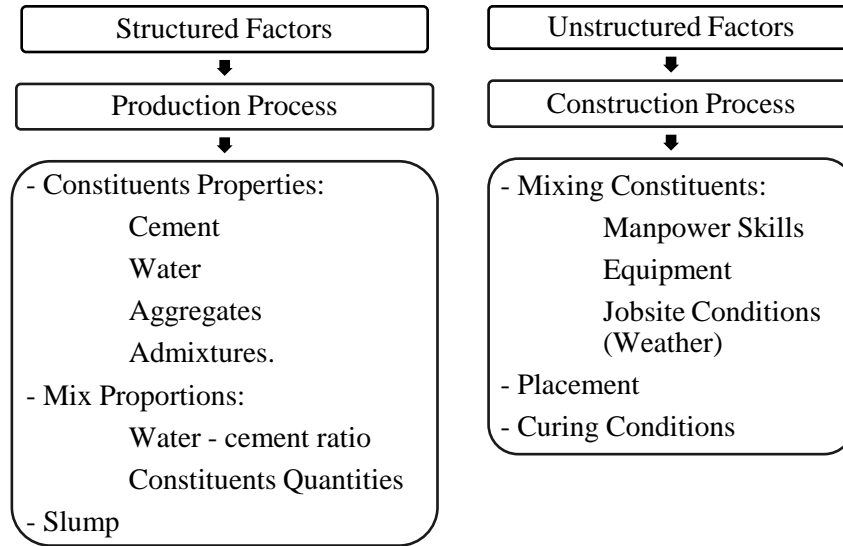 Structured Factors
Production Process
- Constituents Properties:
Cement
Water
Aggregates
Admixtures.
- Mix Proportions:
Water - cement ratio
Constituents Quantities
- Slump
Unstructured Factors
Construction Process
- Mixing Constituents:
Manpower Skills
Equipment
Jobsite Conditions
(Weather)
- Placement
- Curing Conditions